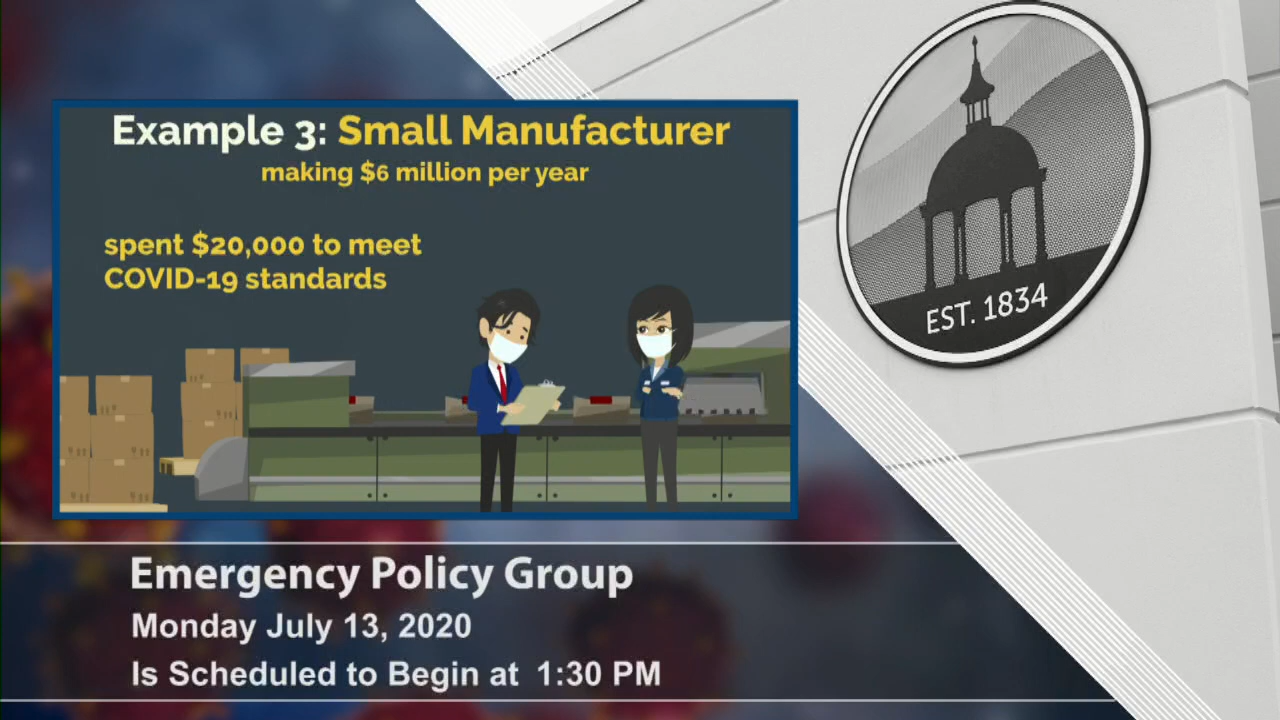 Example 3: Small Manufacturer
making $6 million per year
spent $20,000 to meet
COVID-19 standards
EST. 1834
Emergency Policy Group
Monday July 13, 2020
Is Scheduled to Begin at 1:30 PM